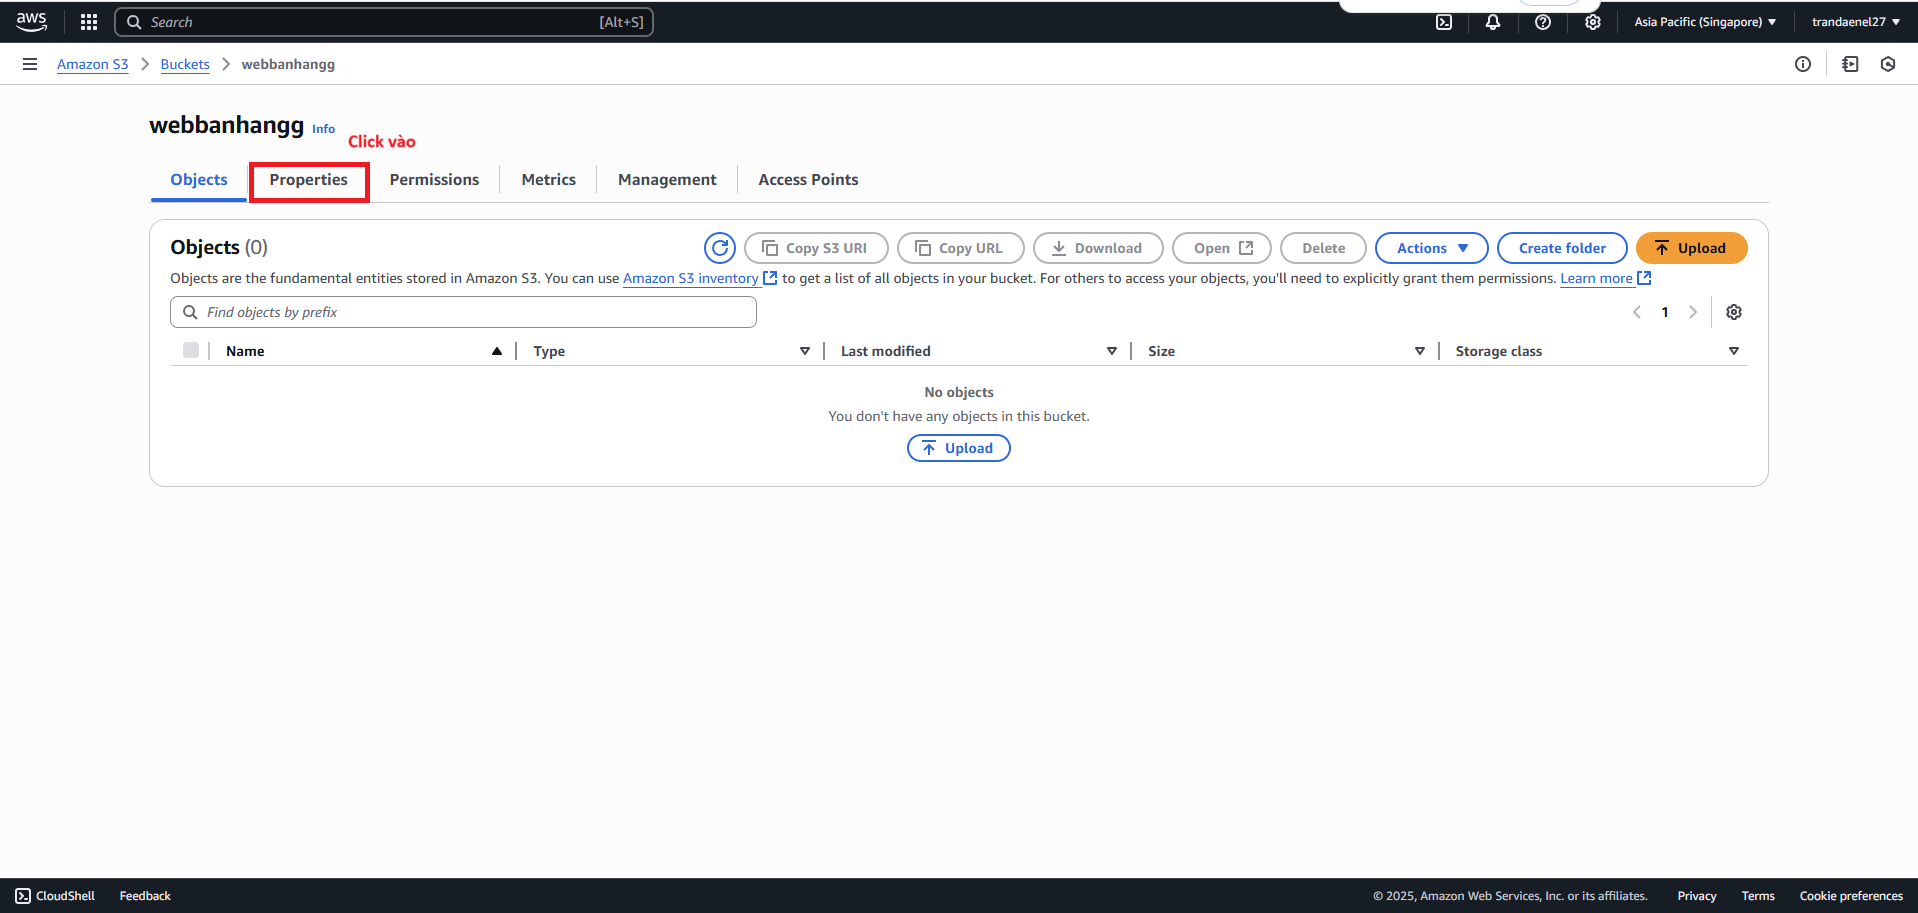 aws
Search [Alt+S]
Asia Pacific (Singapore)
trandaenel27
Amazon S3 > Buckets > webbanhangg
webbanhangg Info
Click vào
Objects Properties Permissions Metrics Management Access Points
Objects (0)
Copy S3 URI Copy URL Download Open Delete Actions Create folder Upload
Objects are the fundamental entities stored in Amazon S3. You can use Amazon S3 inventory to get a list of all objects in your bucket. For others to access your objects, you'll need to explicitly grant them permissions. Learn more
Find objects by prefix
1
Name Type Last modified Size Storage class
No objects
You don't have any objects in this bucket.
Upload
CloudShell Feedback © 2025, Amazon Web Services, Inc. or its affiliates. Privacy Terms Cookie preferences